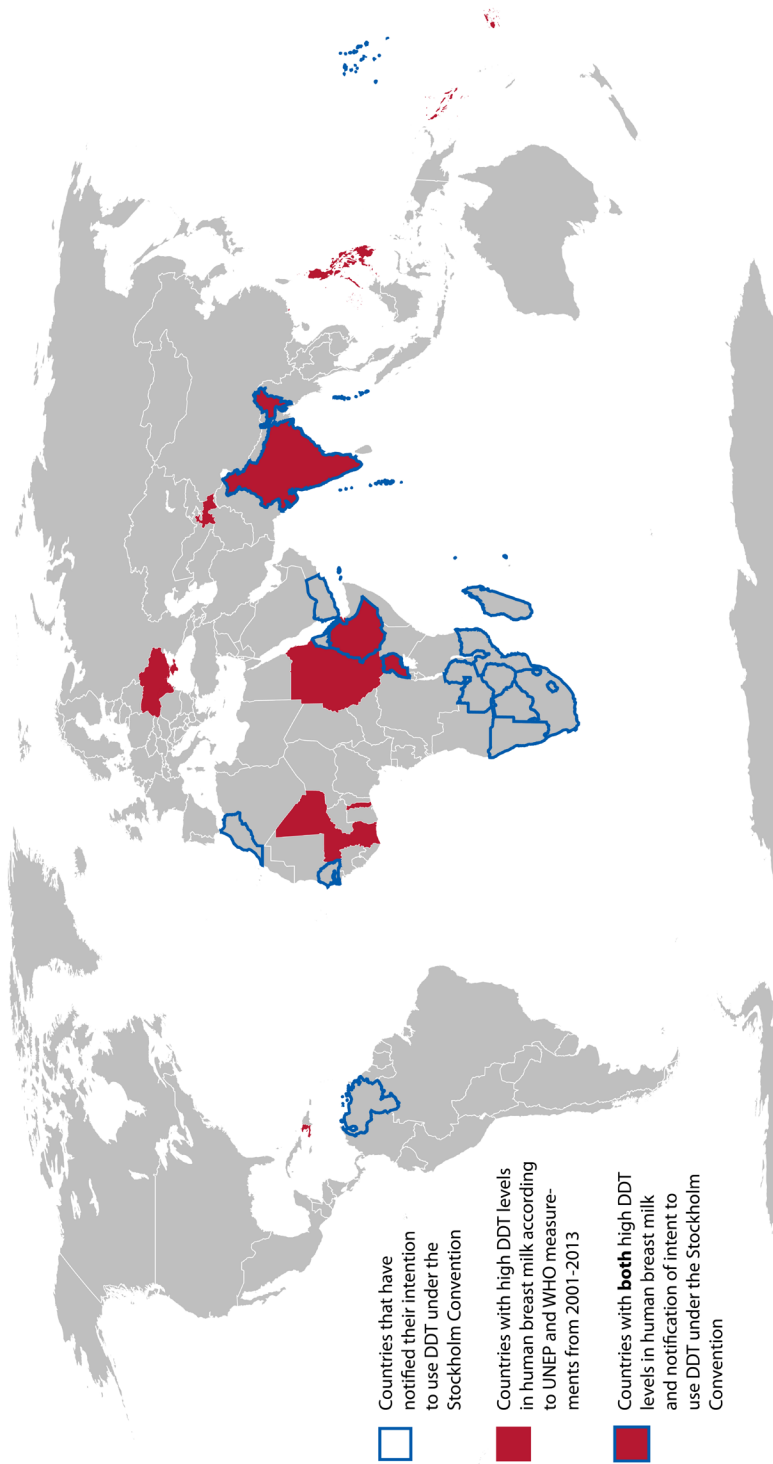 Countries that have
notified their intention
to use DDT under the
Stockholm Convention
Countries with high DDT levels
in human breast milk according
to UNEP and WHO measure-
ments from 2001-2013
Countries with both high DDT
levels in human breast milk
and notification of intent to
use DDT under the Stockholm
Convention